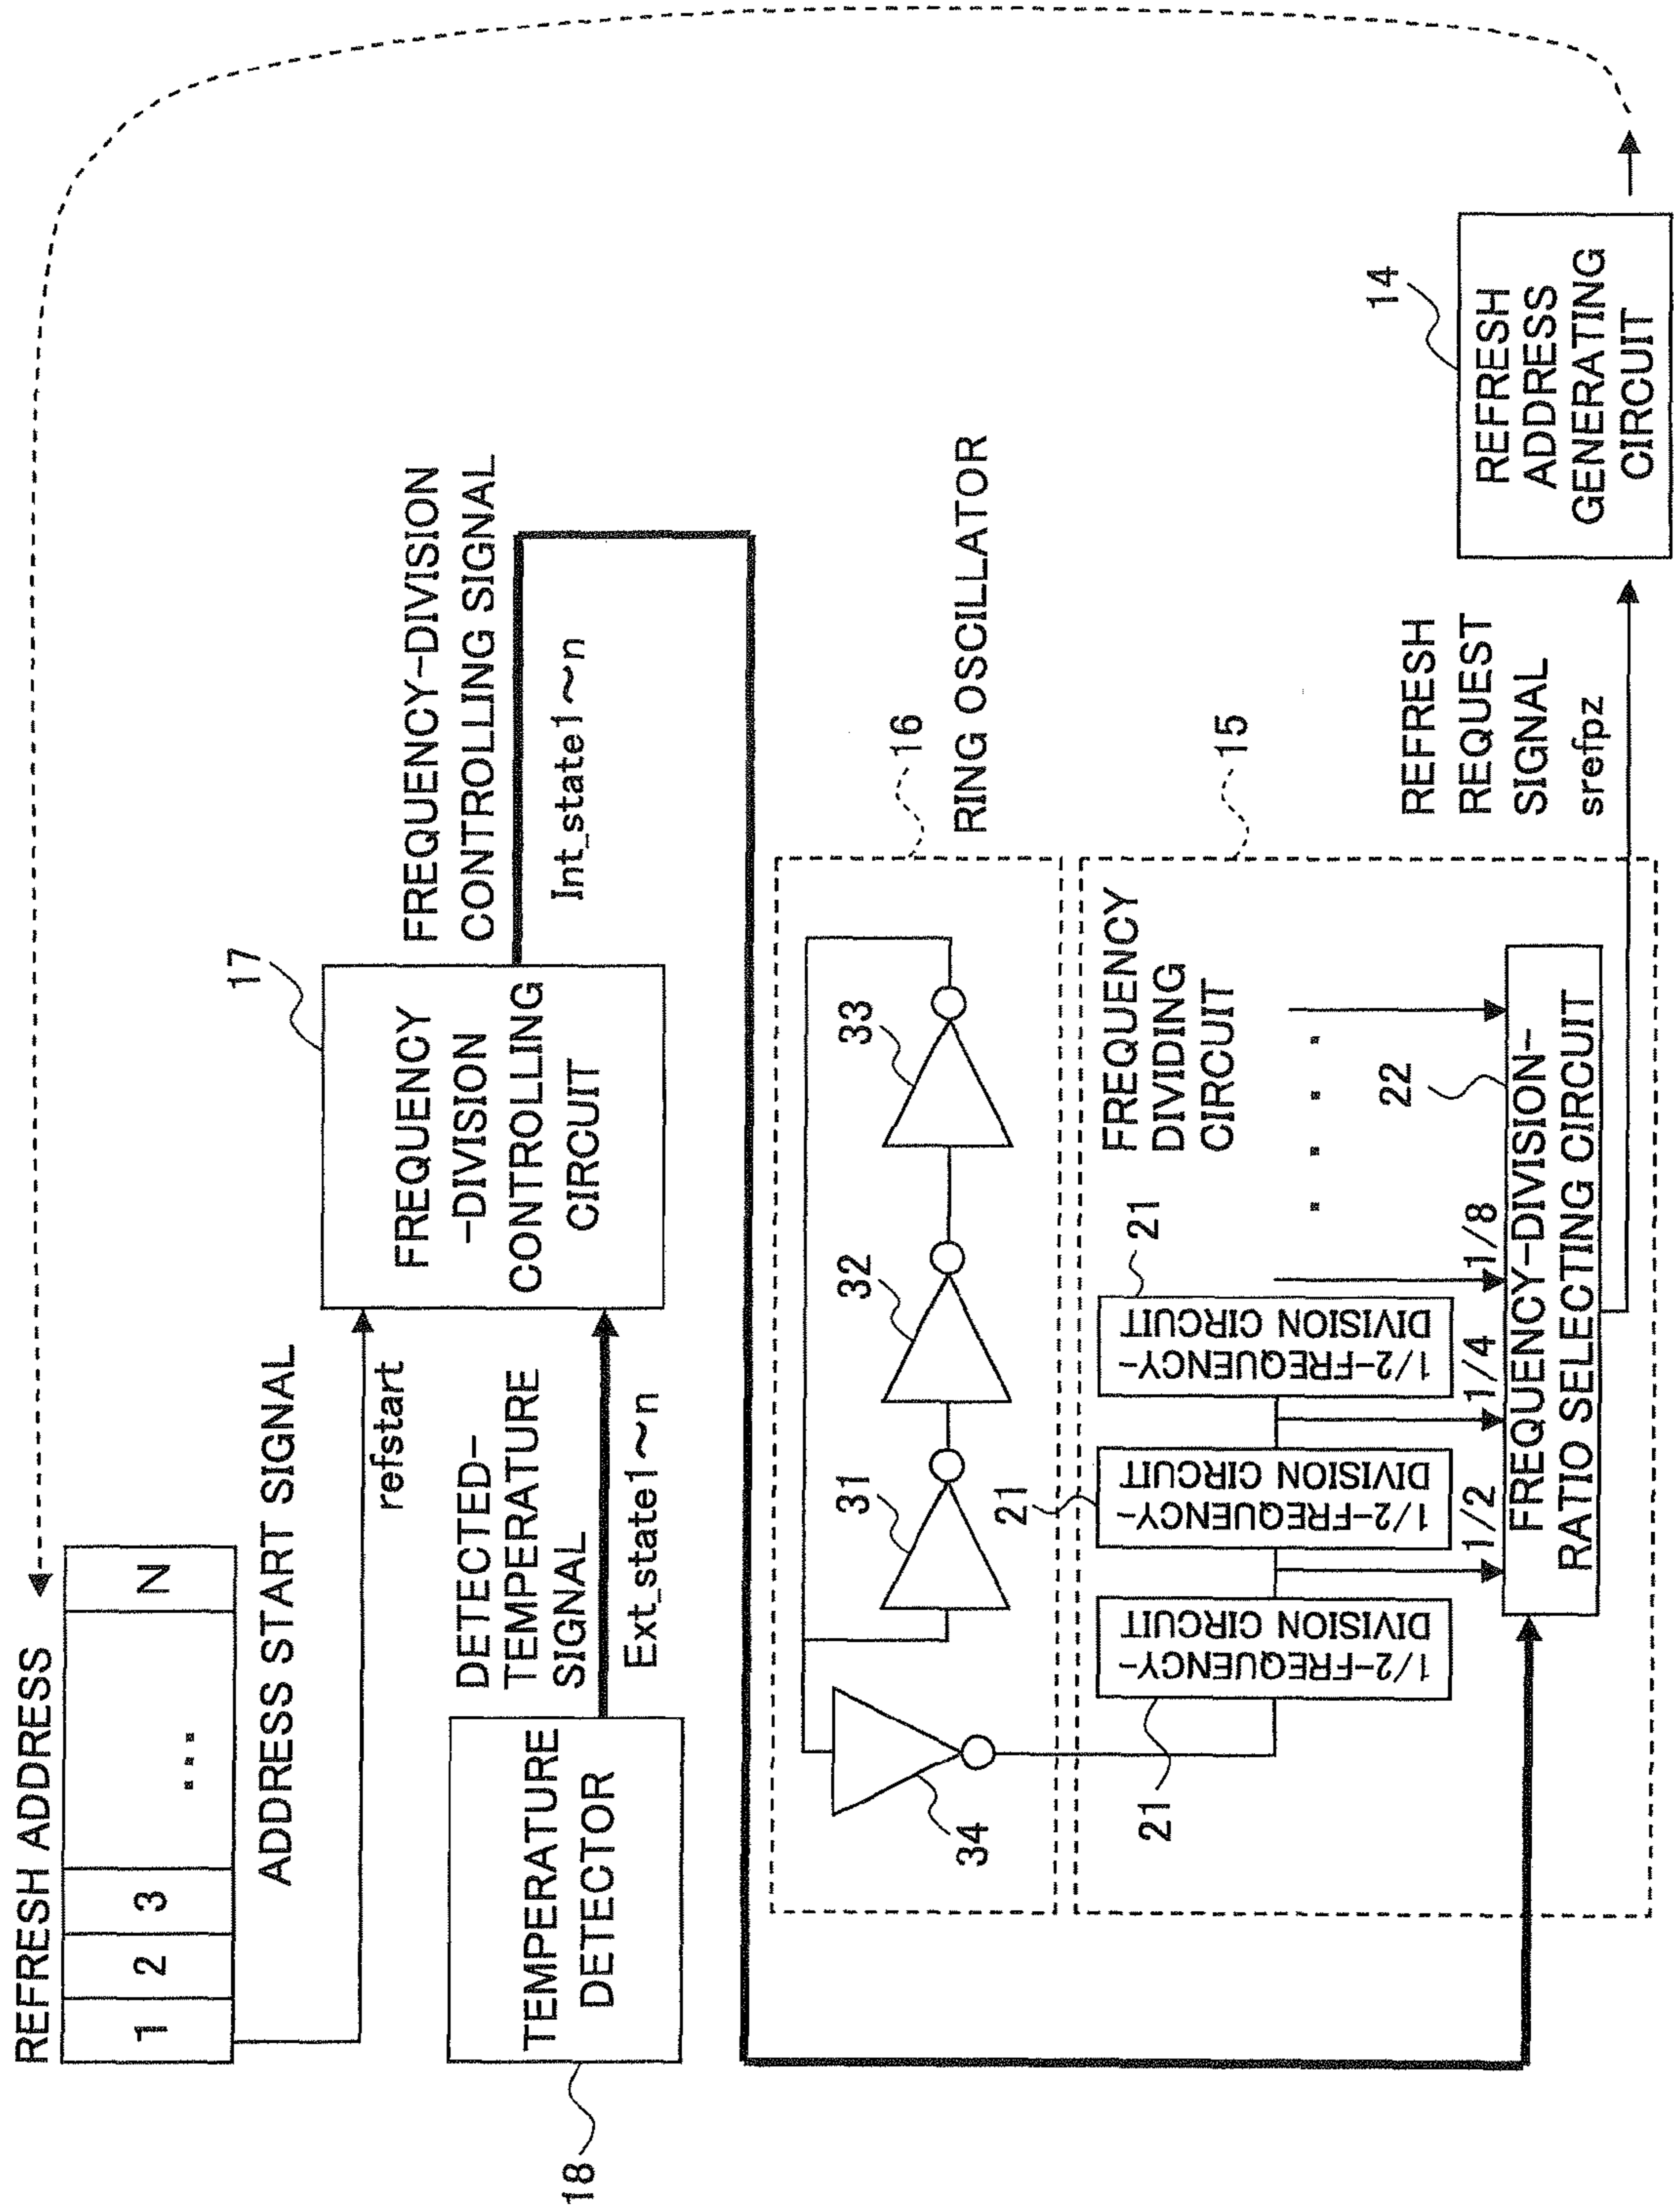 REFRESH ADDRESS
1
2
3
...
N
ADDRESS START SIGNAL
refstart
17
FREQUENCY
-DIVISION
CONTROLLING
CIRCUIT
FREQUENCY-DIVISION
CONTROLLING SIGNAL
Int_state1~n
18
TEMPERATURE
DETECTOR
DETECTED-
TEMPERATURE
SIGNAL
Ext_state1~n
34
31
32
33
16
RING OSCILLATOR
21
1/2-FREQUENCY-
DIVISION CIRCUIT
21
1/2-FREQUENCY-
DIVISION CIRCUIT
21
1/2-FREQUENCY-
DIVISION CIRCUIT
FREQUENCY
DIVIDING
CIRCUIT
15
1/2
1/4
1/8
. . . .
22
FREQUENCY-DIVISION-
RATIO SELECTING CIRCUIT
REFRESH
REQUEST
SIGNAL
srefpz
14
REFRESH
ADDRESS
GENERATING
CIRCUIT